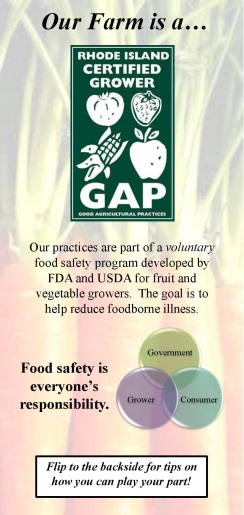 Our Farm is a…
RHODE ISLAND
CERTIFIED
GROWER
GAP
GOOD AGRICULTURAL PRACTICES
Our practices are part of a voluntary
food safety program developed by
FDA and USDA for fruit and
vegetable growers.  The goal is to
help reduce foodborne illness.
Food safety is
everyone’s
responsibility.
Government
Grower
Consumer
Flip to the backside for tips on
how you can play your part!